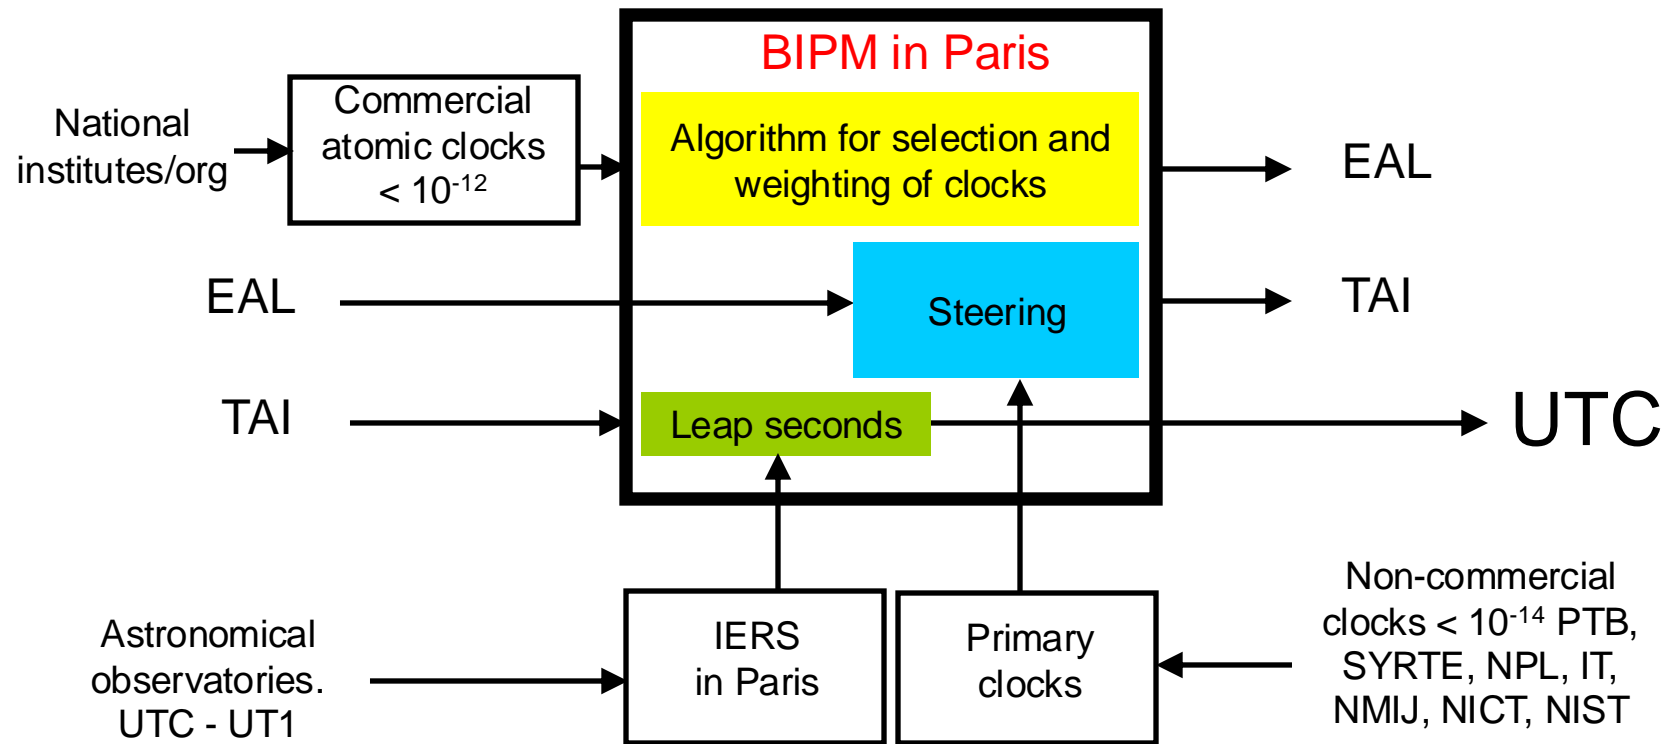 BIPM in Paris
National
institutes/org
Commercial
atomic clocks
< 10⁻¹²
Algorithm for selection and
weighting of clocks
EAL
EAL
Steering
TAI
TAI
Leap seconds
UTC
Astronomical
observatories.
UTC - UT1
IERS
in Paris
Primary
clocks
Non-commercial
clocks < 10⁻¹⁴ PTB,
SYRTE, NPL, IT,
NMIJ, NICT, NIST